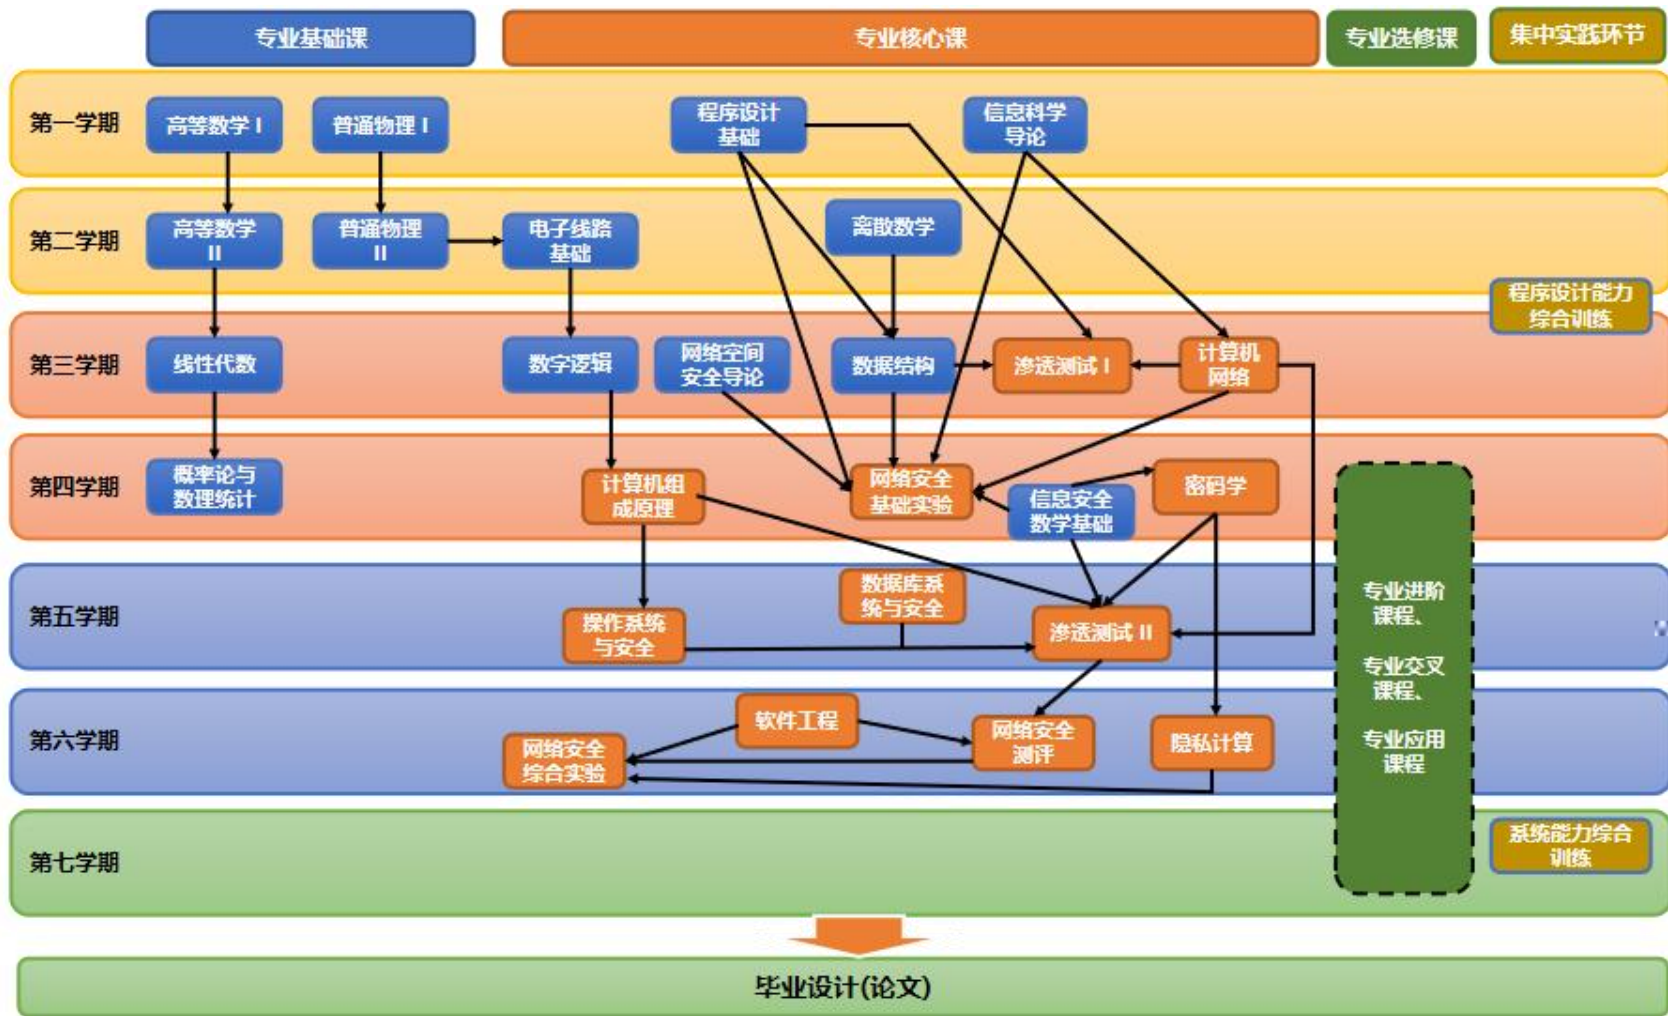 专业基础课
专业核心课
专业选修课
集中实践环节
第一学期
高等数学 I
普通物理 I
程序设计
基础
信息科学
导论
第二学期
高等数学
II
普通物理
II
电子线路
基础
离散数学
程序设计能力
综合训练
第三学期
线性代数
数字逻辑
网络空间
安全导论
数据结构
渗透测试 I
计算机
网络
第四学期
概率论与
数理统计
计算机组
成原理
网络安全
基础实验
信息安全
数学基础
密码学
第五学期
操作系统
与安全
数据库系
统与安全
渗透测试 II
专业进阶
课程、
专业交叉
课程、
专业应用
课程
第六学期
网络安全
综合实验
软件工程
网络安全
测评
隐私计算
第七学期
系统能力综合
训练
毕业设计(论文)